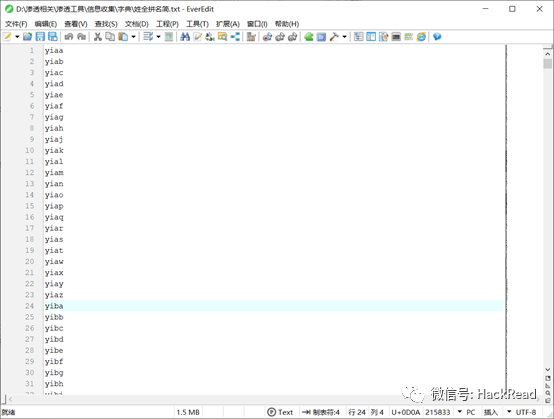 D:\渗透相关\渗透工具\信息收集\字典\姓全拼名简.txt - EverEdit
文件(F) 编辑(E) 查看(V) 查找(S) 文档(D) 工程(P) 工具(T) 扩展(A) 窗口(I) 帮助(H)
1 yiaa
2 yiab
3 yiac
4 yiad
5 yiae
6 yiaf
7 yiag
8 yiah
9 yiaj
10 yiak
11 yial
12 yiam
13 yian
14 yiao
15 yiap
16 yiaq
17 yiar
18 yias
19 yiat
20 yiaw
21 yiax
22 yiay
23 yiaz
24 yiba
25 yibb
26 yibc
27 yibd
28 yibe
29 yibf
30 yibg
31 yibh
32
微信号: HackRead
就绪 1.5 MB Text 制表符:4 行 24 列 4 U+0D0A 215833 PC 插入 UTF-8